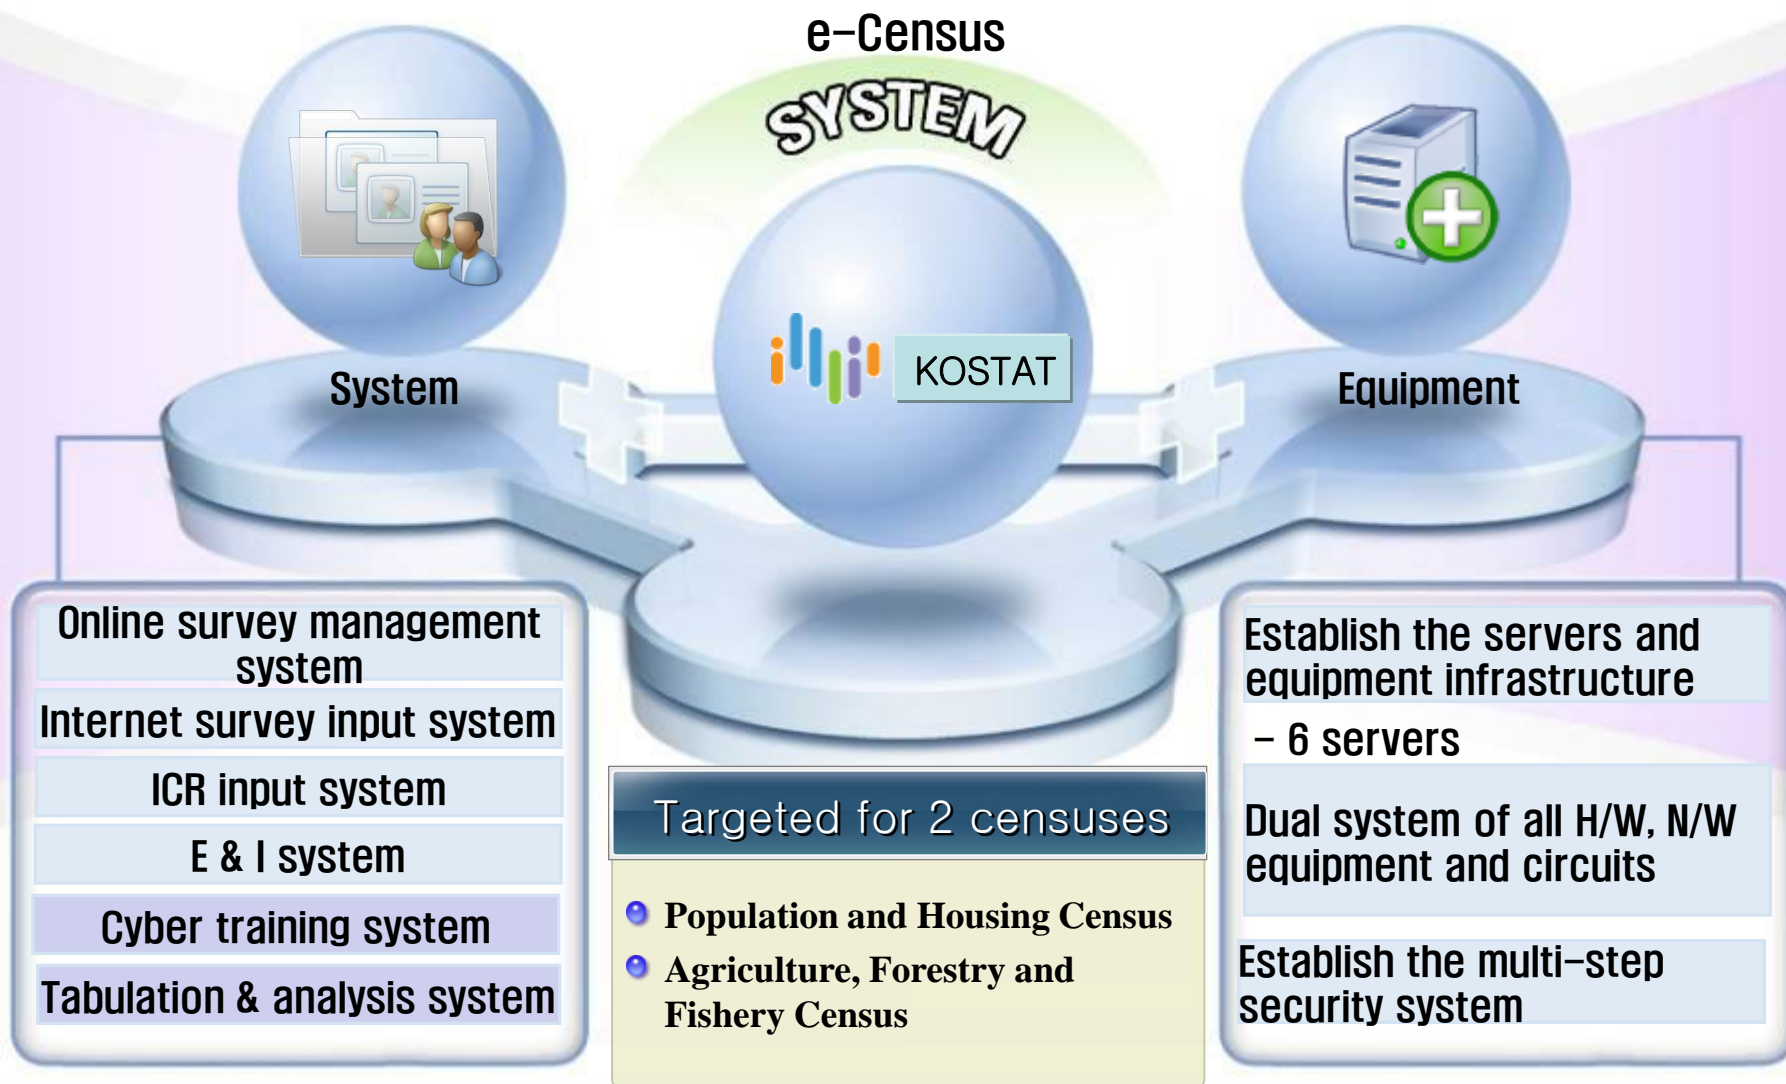 e-Census
SYSTEM
KOSTAT
System
Equipment
Online survey management
system
Internet survey input system
ICR input system
E & I system
Cyber training system
Tabulation & analysis system
Targeted for 2 censuses
Population and Housing Census
Agriculture, Forestry and
Fishery Census
Establish the servers and
equipment infrastructure
- 6 servers
Dual system of all H/W, N/W
equipment and circuits
Establish the multi-step
security system